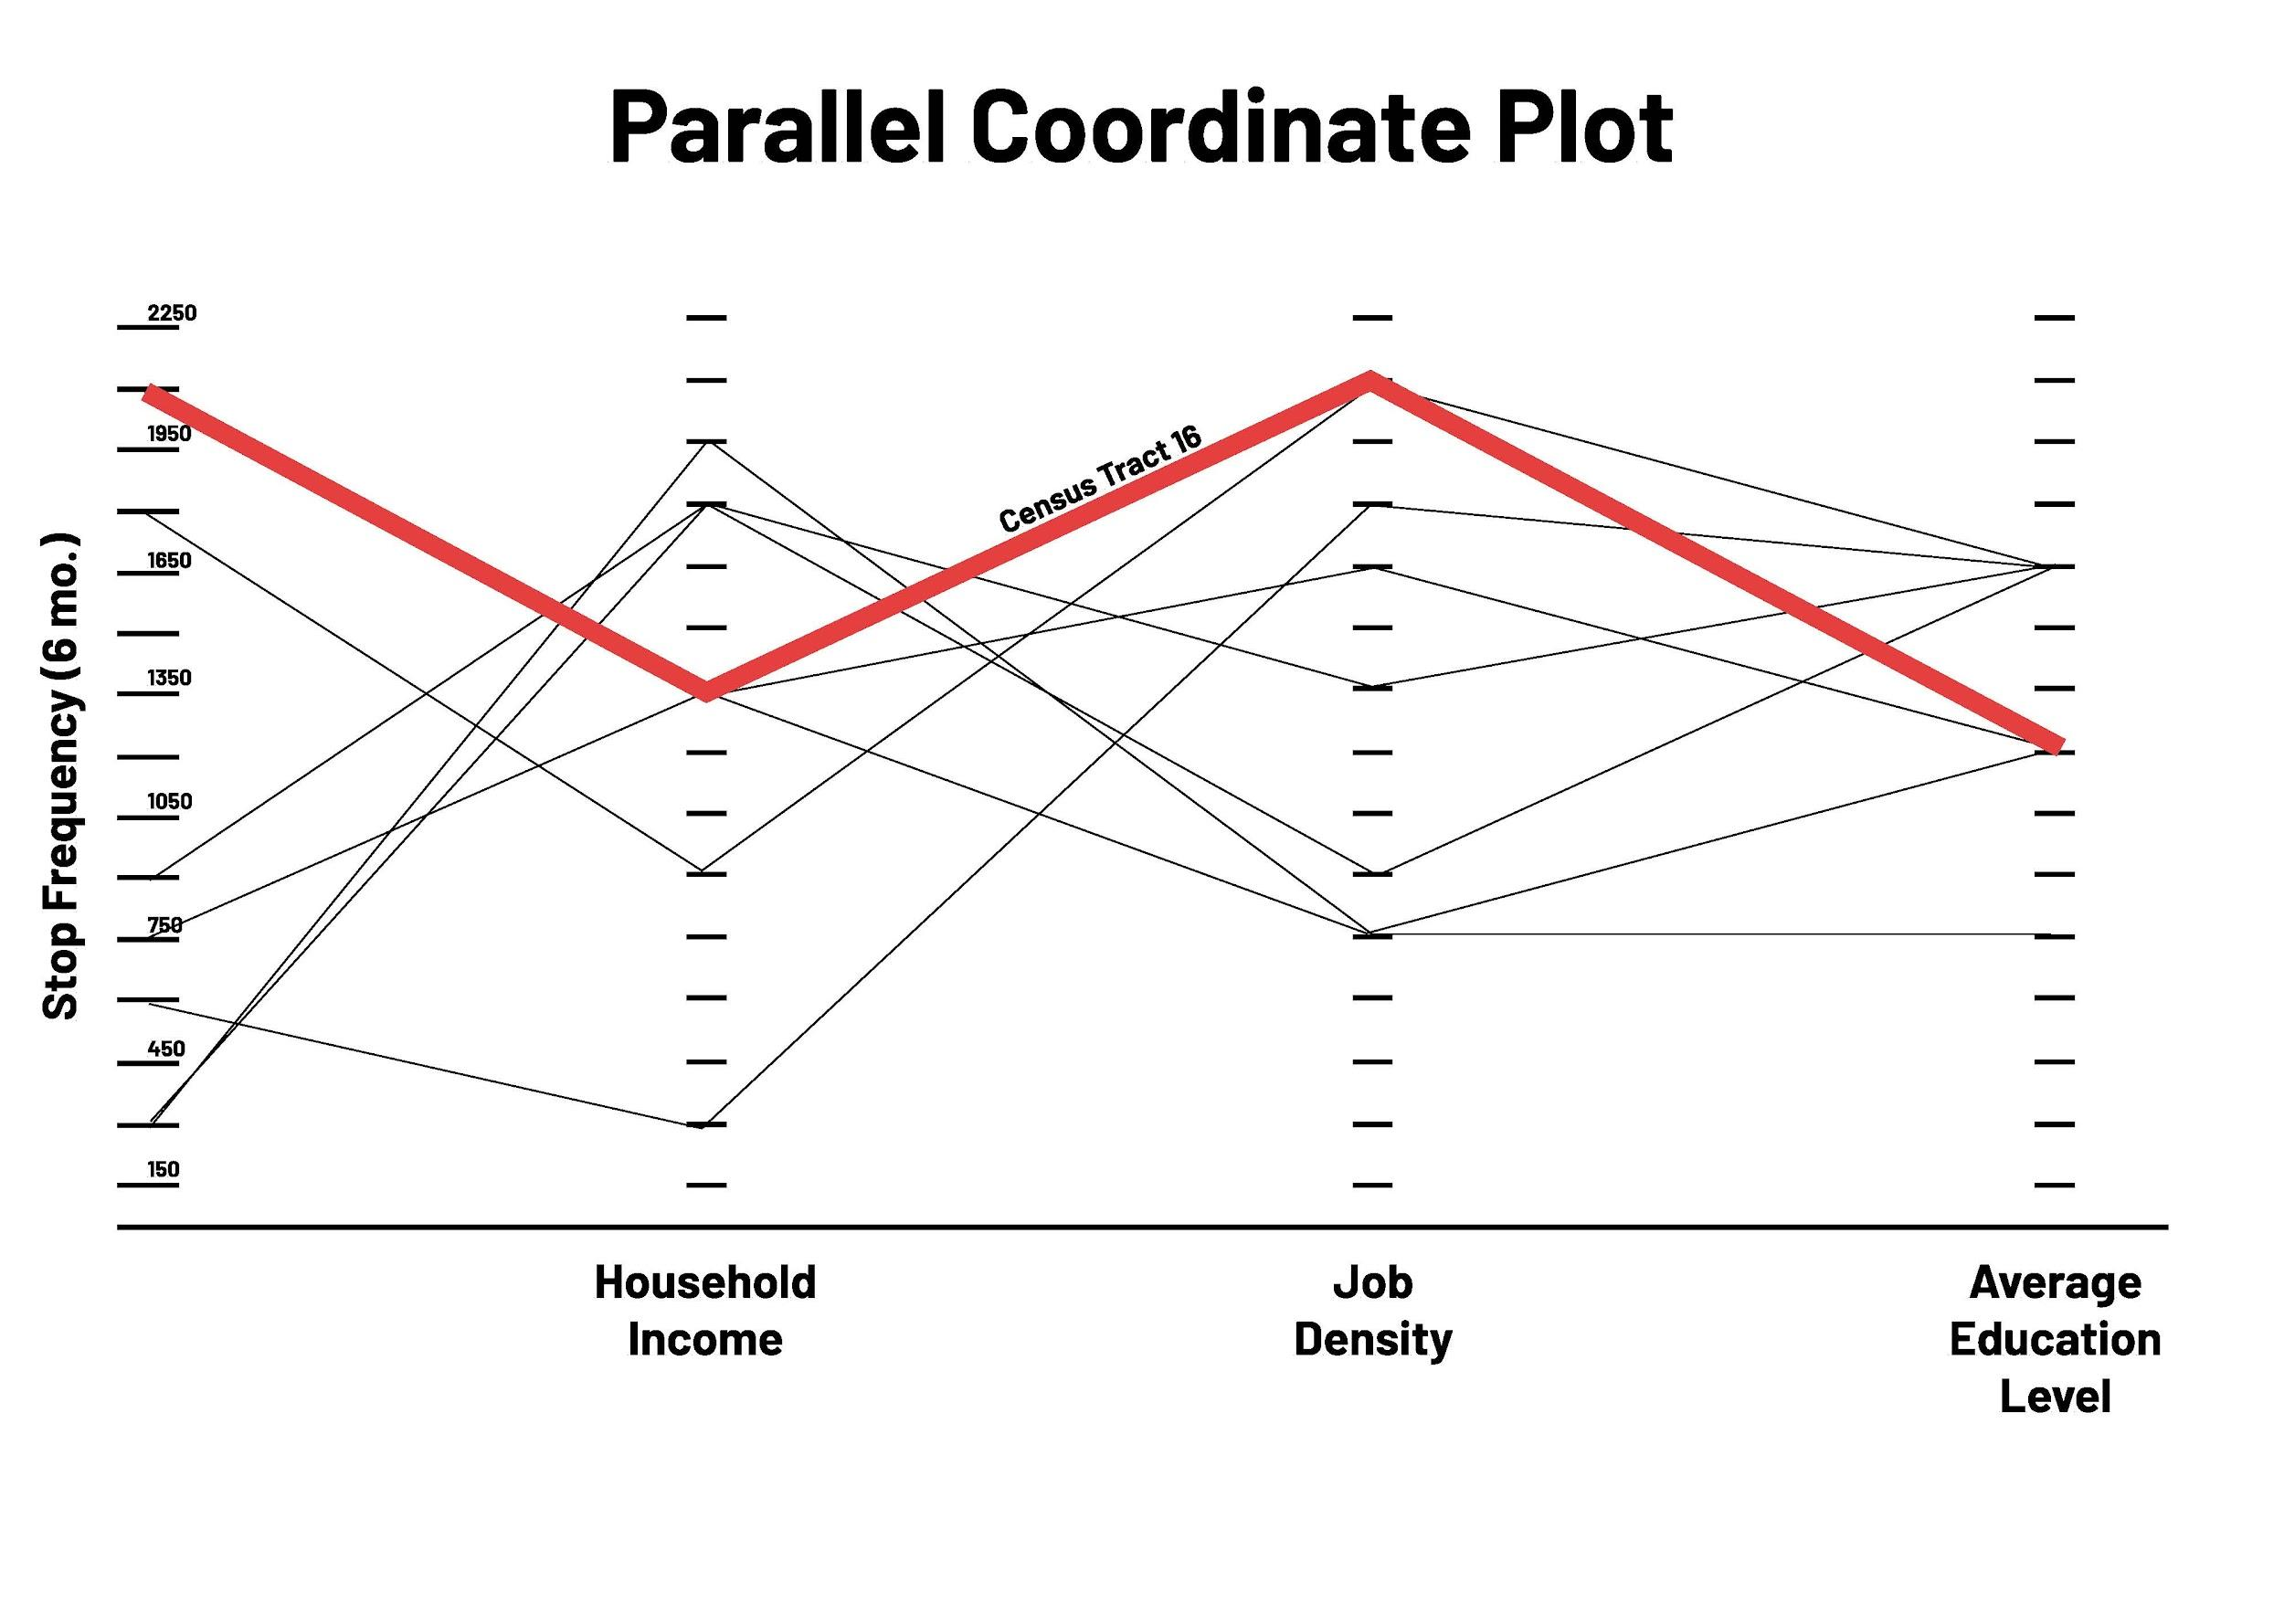 Parallel Coordinate Plot
Stop Frequency (6 mo.)
2250
1950
1650
1350
1050
750
450
150
Census Tract 16
Household
Income
Job
Density
Average
Education
Level